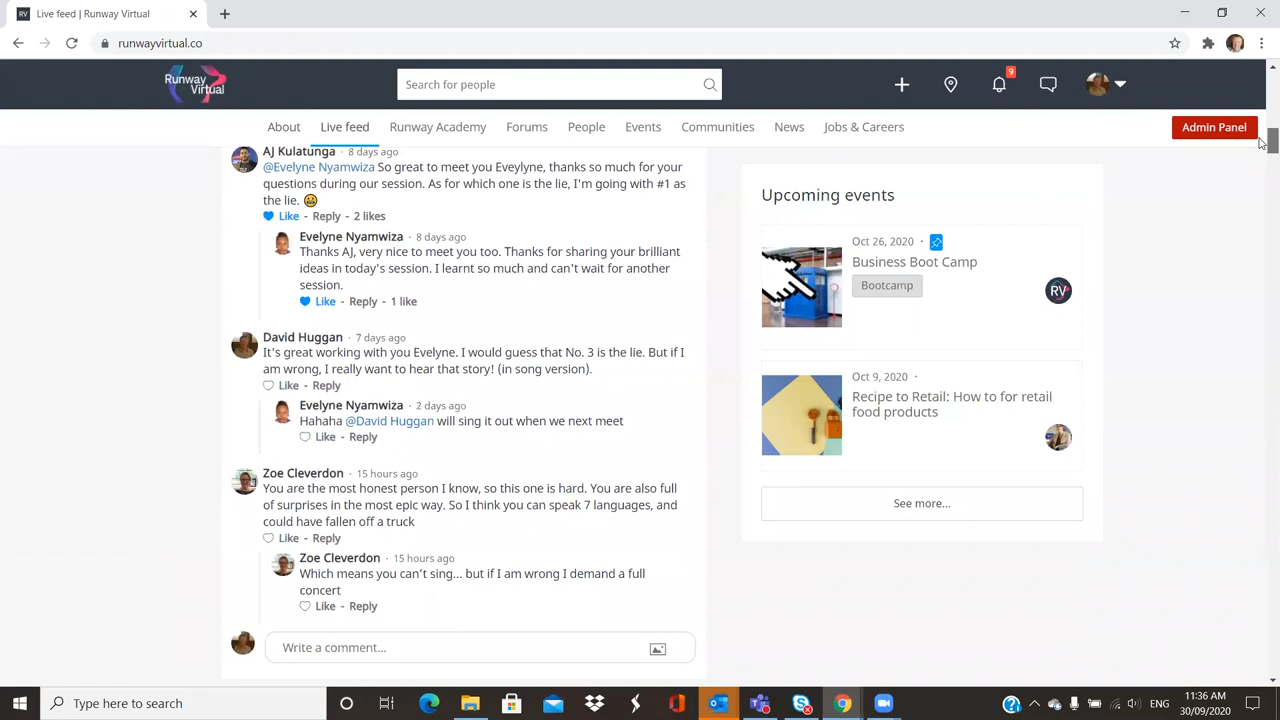 RV Live feed | Runway Virtual
runwayvirtual.co
Runway
Virtual
Search for people
9
About Live feed Runway Academy Forums People Events Communities News Jobs & Careers
Admin Panel
AJ Kulatunga · 8 days ago
@Evelyne Nyamwiza So great to meet you Eveylyne, thanks so much for your
questions during our session. As for which one is the lie, I'm going with #1 as
the lie. 😀
Like - Reply - 2 likes
Evelyne Nyamwiza · 8 days ago
Thanks AJ, very nice to meet you too. Thanks for sharing your brilliant
ideas in today's session. I learnt so much and can't wait for another
session.
Like - Reply - 1 like
David Huggan · 7 days ago
It's great working with you Evelyne. I would guess that No. 3 is the lie. But if I
am wrong, I really want to hear that story! (in song version).
Like - Reply
Evelyne Nyamwiza · 2 days ago
Hahaha @David Huggan will sing it out when we next meet
Like - Reply
Zoe Cleverdon · 15 hours ago
You are the most honest person I know, so this one is hard. You are also full
of surprises in the most epic way. So I think you can speak 7 languages, and
could have fallen off a truck
Like - Reply
Zoe Cleverdon · 15 hours ago
Which means you can't sing... but if I am wrong I demand a full
concert
Like - Reply
Write a comment...
Upcoming events
Oct 26, 2020 ·
Business Boot Camp
Bootcamp
RV
Oct 9, 2020 ·
Recipe to Retail: How to for retail
food products
See more...
Type here to search
11:36 AM
30/09/2020